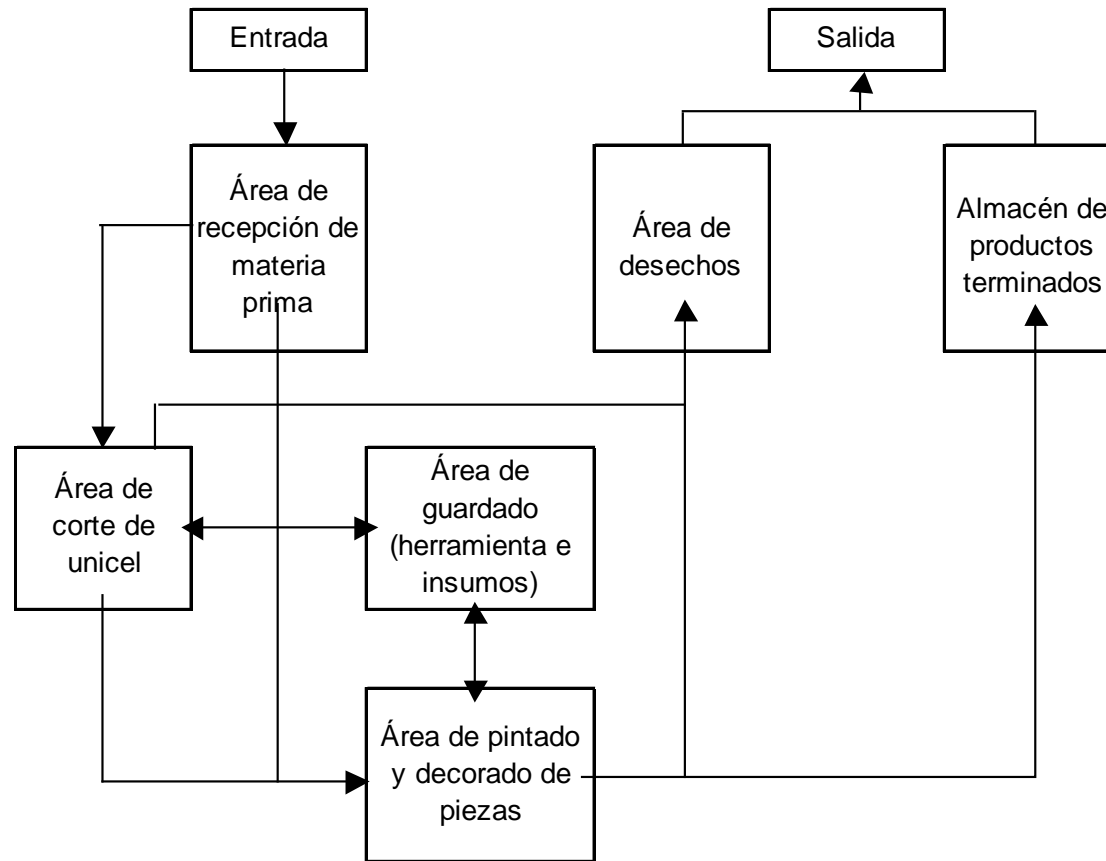 Entrada
Salida
Área de
recepción de
materia
prima
Área de
desechos
Almacén de
productos
terminados
Área de
corte de
unicel
Área de
guardado
(herramienta e
insumos)
Área de pintado
y decorado de
piezas